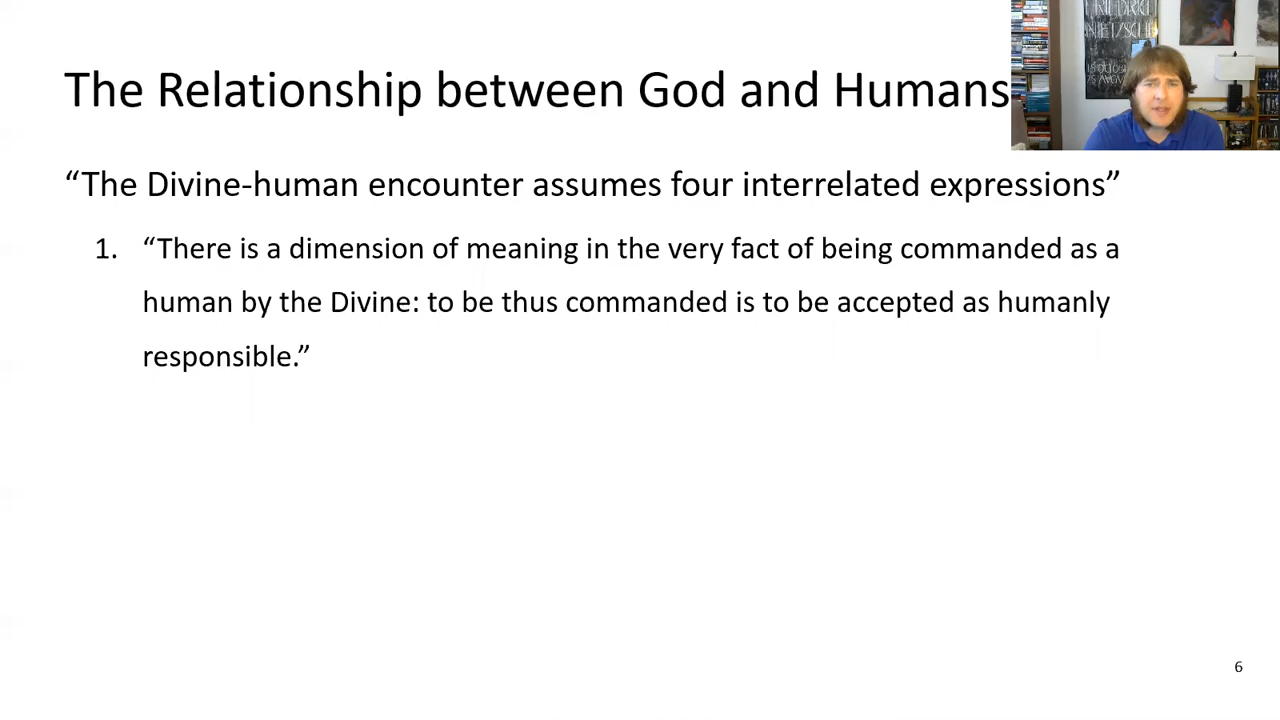 The Relationship between God and Humans
FRIEDRICH
NIETZSCHE
“The Divine-human encounter assumes four interrelated expressions”
1. “There is a dimension of meaning in the very fact of being commanded as a
human by the Divine: to be thus commanded is to be accepted as humanly
responsible.”
6